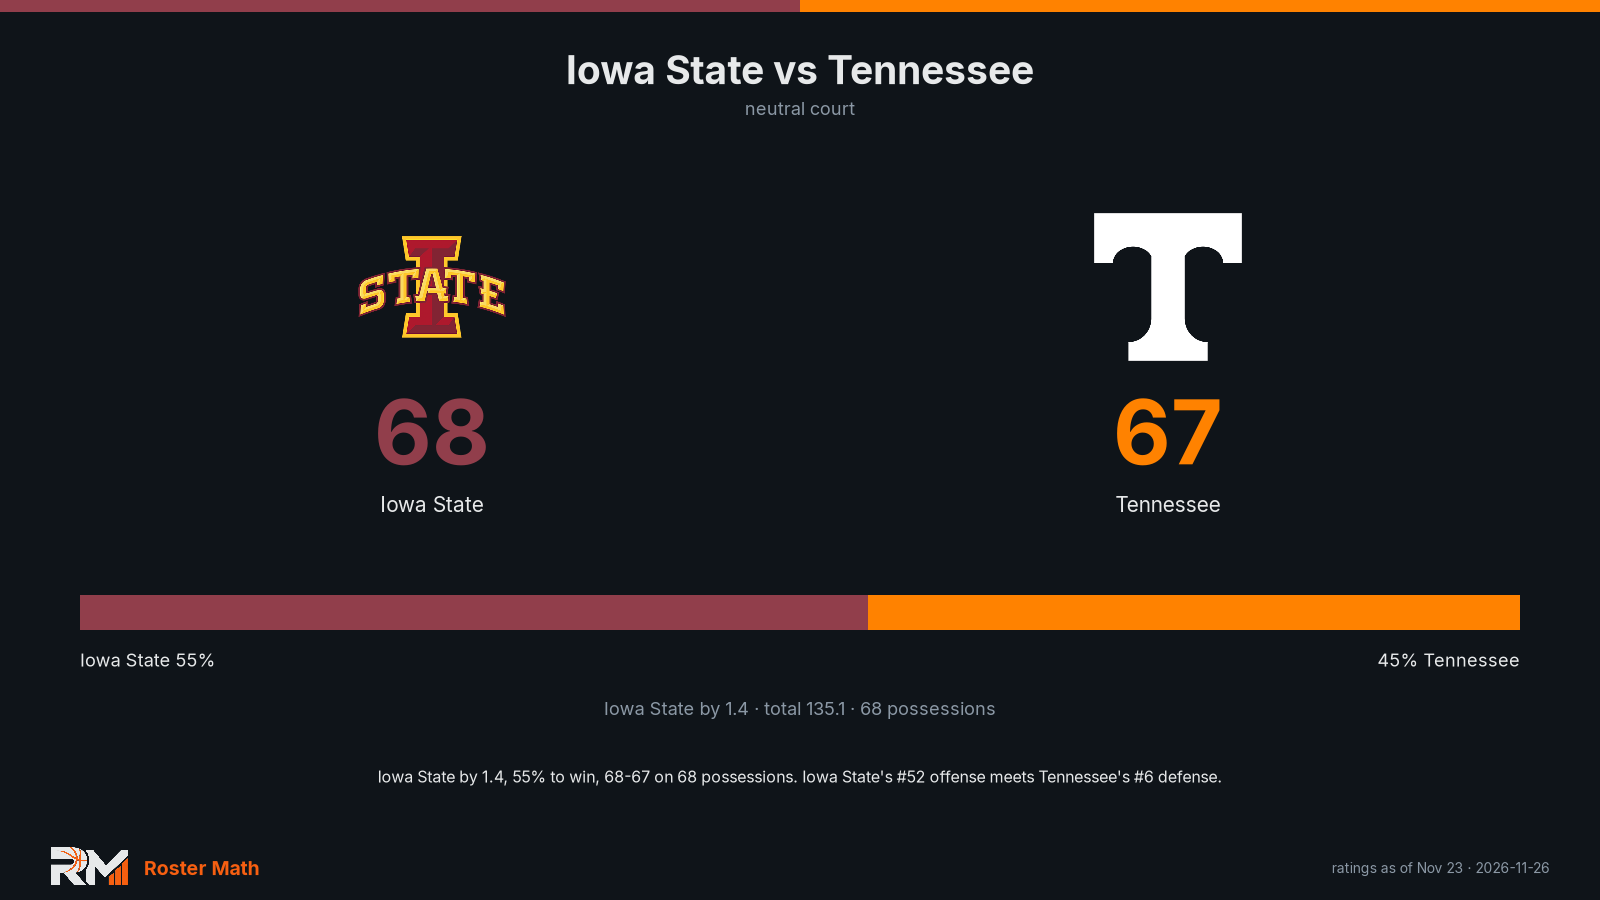 Iowa State vs Tennessee
neutral court
STATE
T
68
67
Iowa State
Tennessee
Iowa State 55%
45% Tennessee
Iowa State by 1.4 · total 135.1 · 68 possessions
Iowa State by 1.4, 55% to win, 68-67 on 68 possessions. Iowa State's #52 offense meets Tennessee's #6 defense.
RM Roster Math
ratings as of Nov 23 · 2026-11-26